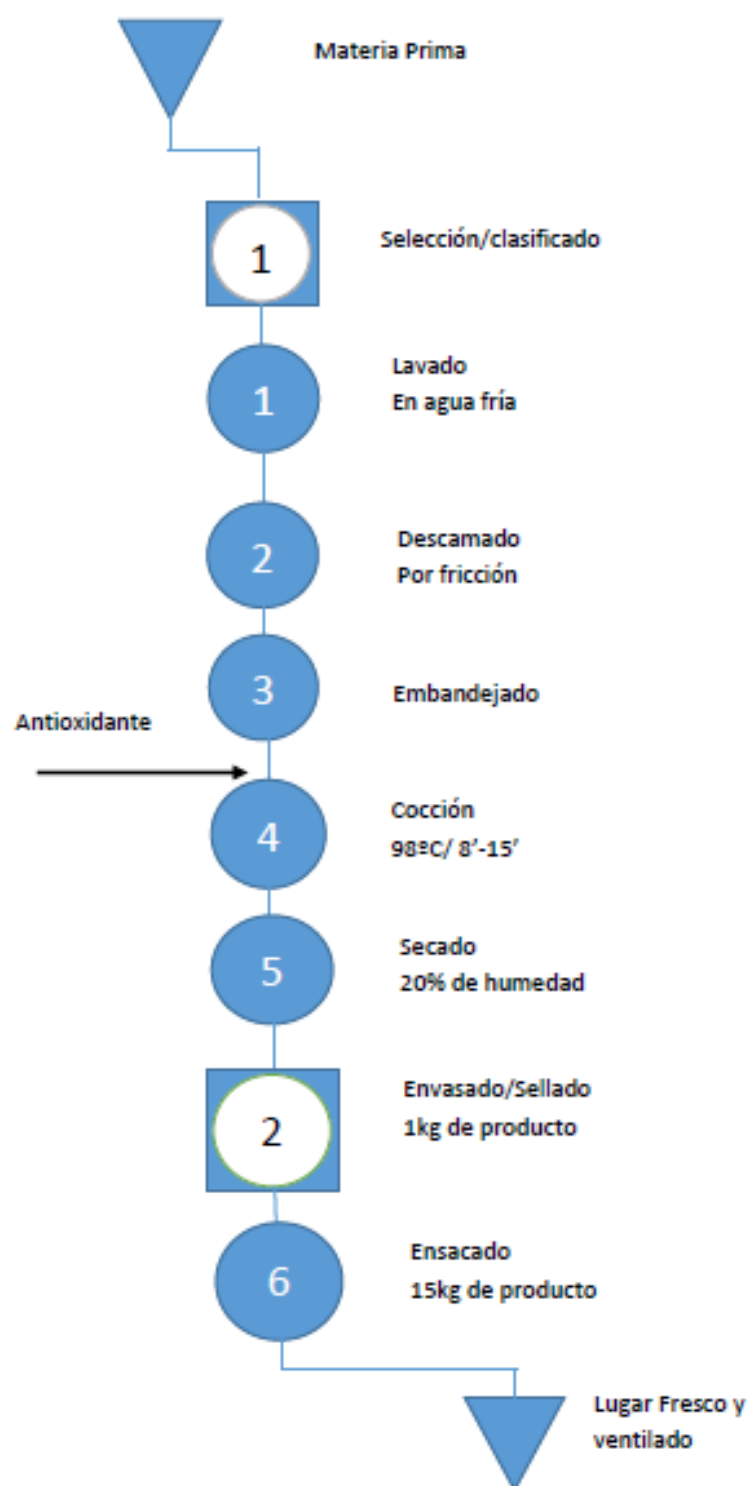 Materia Prima
1
Selección/clasificado
1
Lavado
En agua fría
2
Descamado
Por fricción
3
Embandejado
Antioxidante
4
Cocción
98ºC/ 8’-15’
5
Secado
20% de humedad
2
Envasado/Sellado
1kg de producto
6
Ensacado
15kg de producto
Lugar Fresco y
ventilado